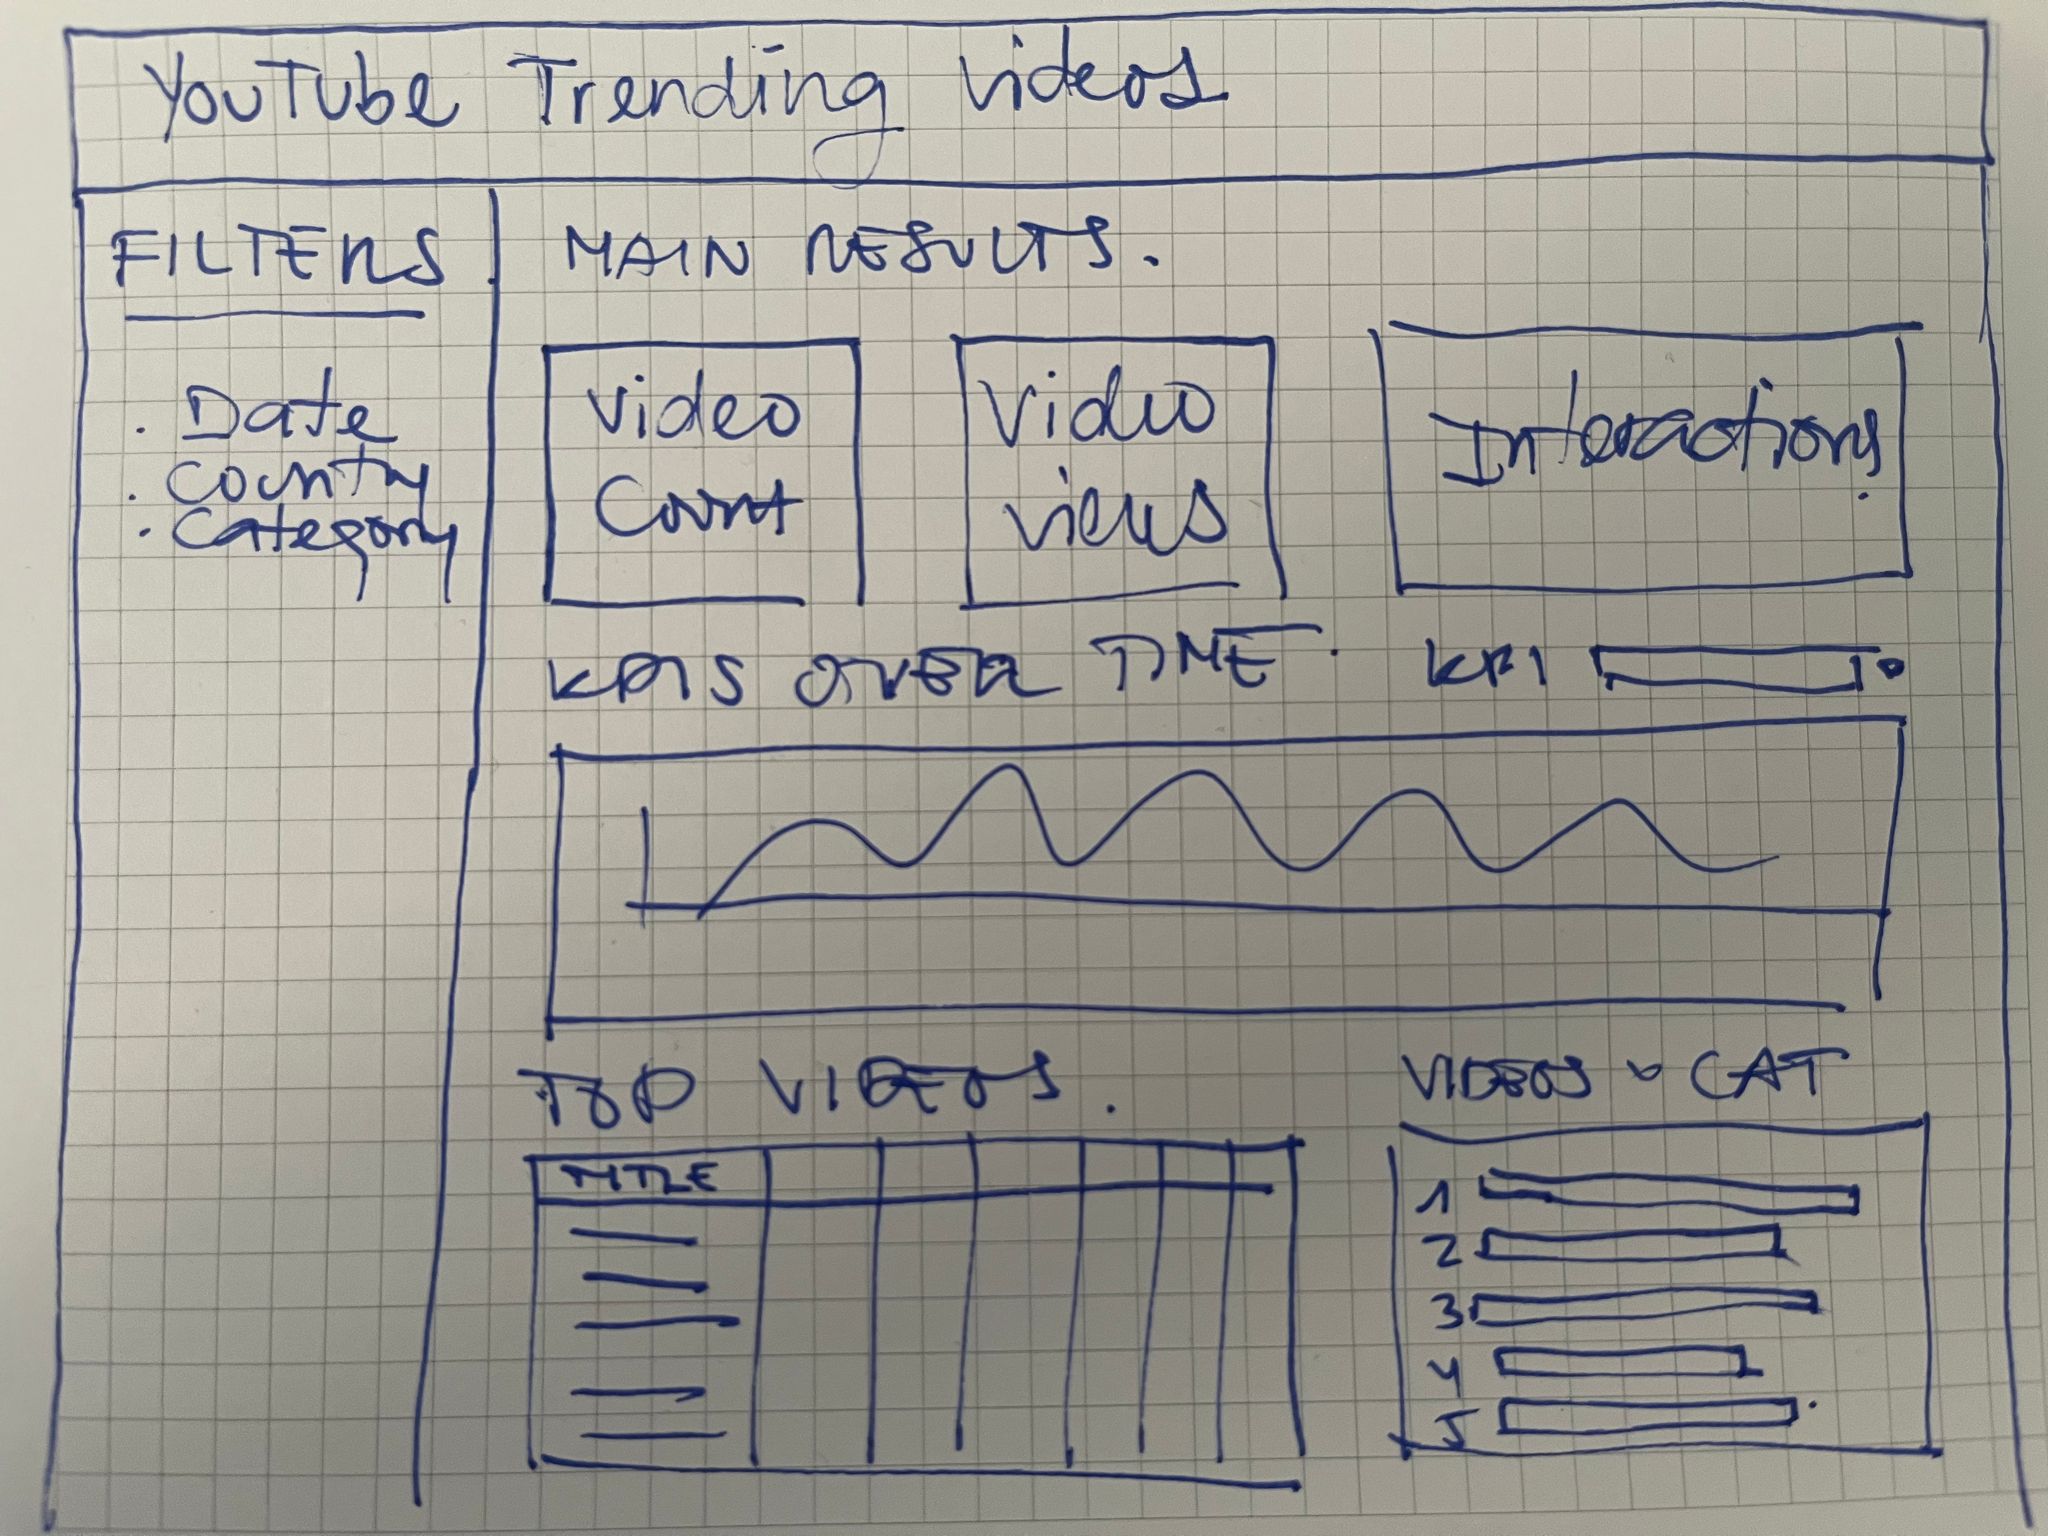 YouTube Trending Videos
FILTERS
. Date
. Country
. Category
MAIN RESULTS.
Video
Count
Video
Views
Interactions
KPIS OVER TIME.
KPI
TOP VIDEOS.
TITLE
VIDEOS CAT
1
2
3
4
5